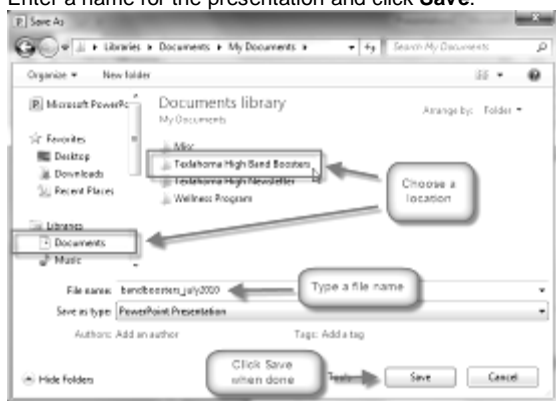 Enter a name for the presentation and click Save.
Save As
Libraries ▸ Documents ▸ My Documents ▸
Search My Documents
Organize
New folder
Microsoft PowerPo
Documents library
My Documents
Arrange by: Folder
Favorites
Desktop
Downloads
Recent Places
Misc
Texlahoma High Band Boosters
Texlahoma High Newsletter
Wellness Program
Choose a
location
Libraries
Documents
Music
File name: bandboosters_july2010
Type a file name
Save as type: PowerPoint Presentation
Authors: Add an author
Tags: Add a tag
Click Save
when done
Hide Folders
Tools
Save
Cancel